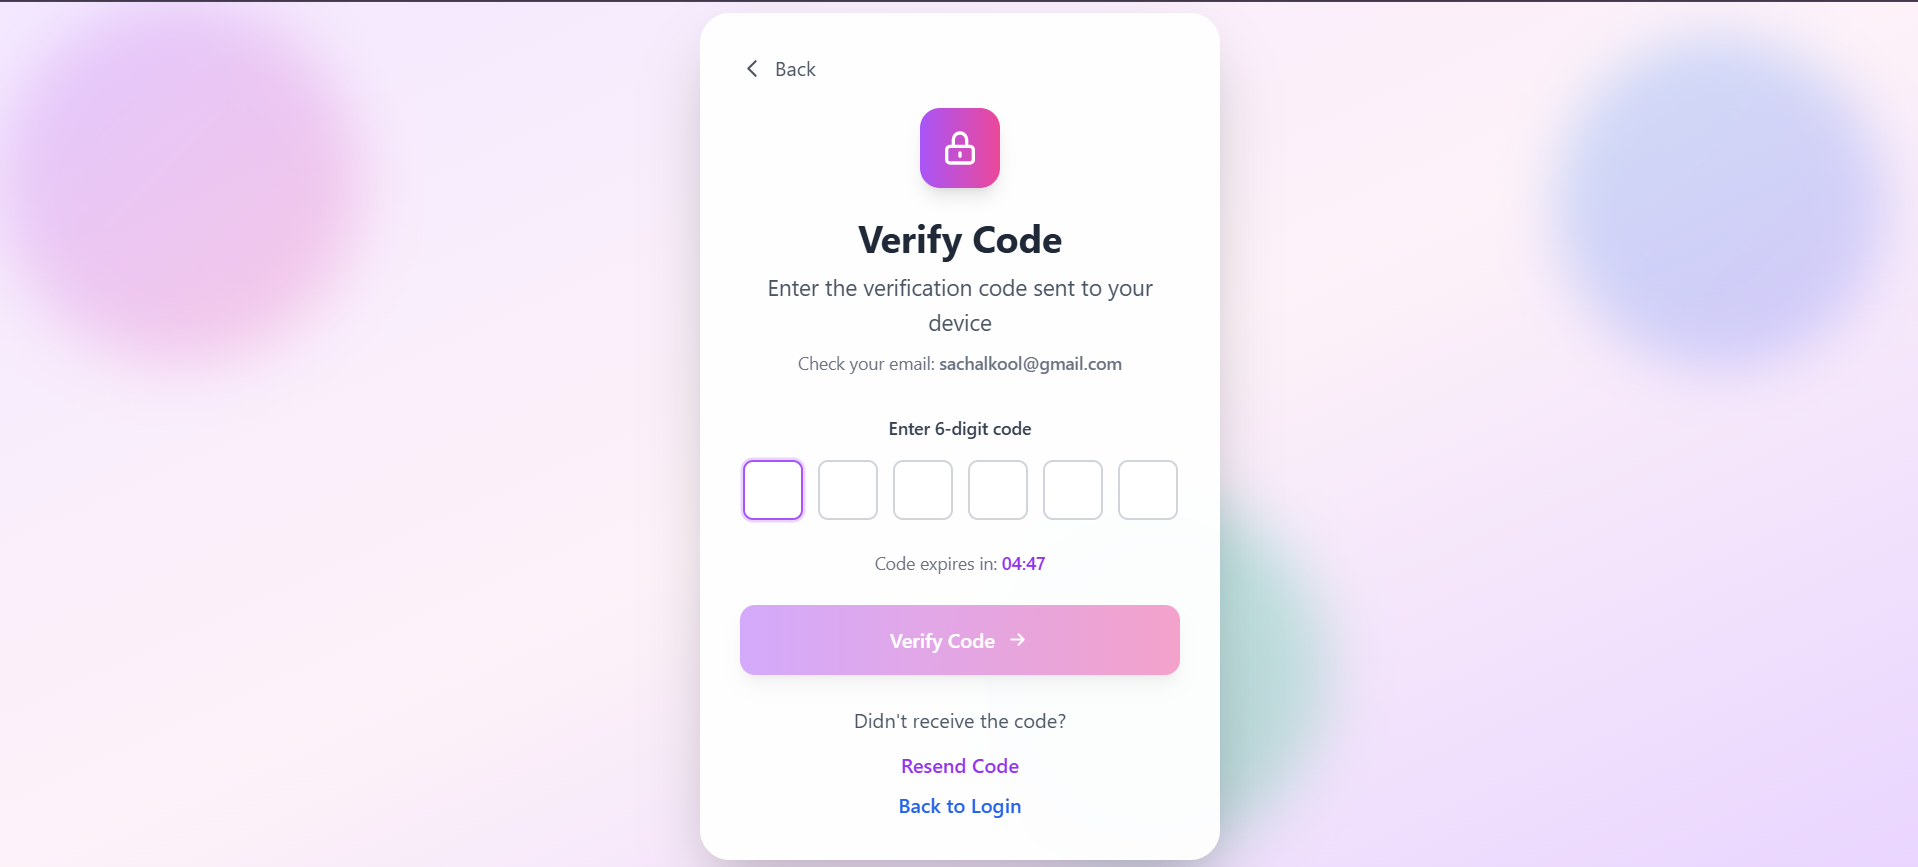 Back
Verify Code
Enter the verification code sent to your
device
Check your email: sachalkool@gmail.com
Enter 6-digit code
Code expires in: 04:47
Verify Code →
Didn't receive the code?
Resend Code
Back to Login